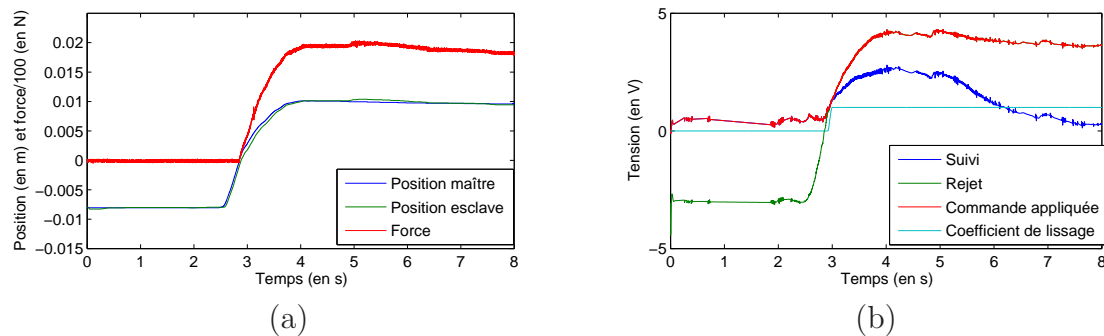 Position (en m) et force/100 (en N)
0.02
0.015
0.01
0.005
0
−0.005
−0.01
−0.015
0 1 2 3 4 5 6 7 8
Temps (en s)
Position maître
Position esclave
Force
(a)
Tension (en V)
5
0
−5
0 1 2 3 4 5 6 7 8
Temps (en s)
Suivi
Rejet
Commande appliquée
Coefficient de lissage
(b)